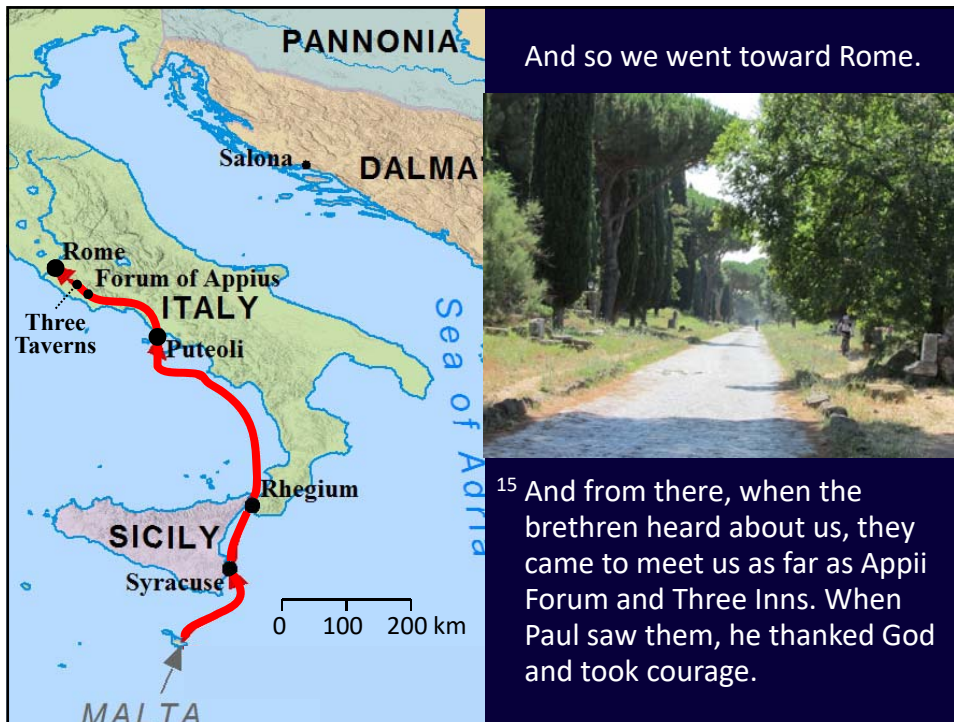 PANNONIA
Salona
DALMAT
Rome
Forum of Appius
ITALY
Three
Taverns
Puteoli
Sea of Adria
Rhegium
SICILY
Syracuse
0 100 200 km
MALTA
And so we went toward Rome.
15 And from there, when the
brethren heard about us, they
came to meet us as far as Appii
Forum and Three Inns. When
Paul saw them, he thanked God
and took courage.